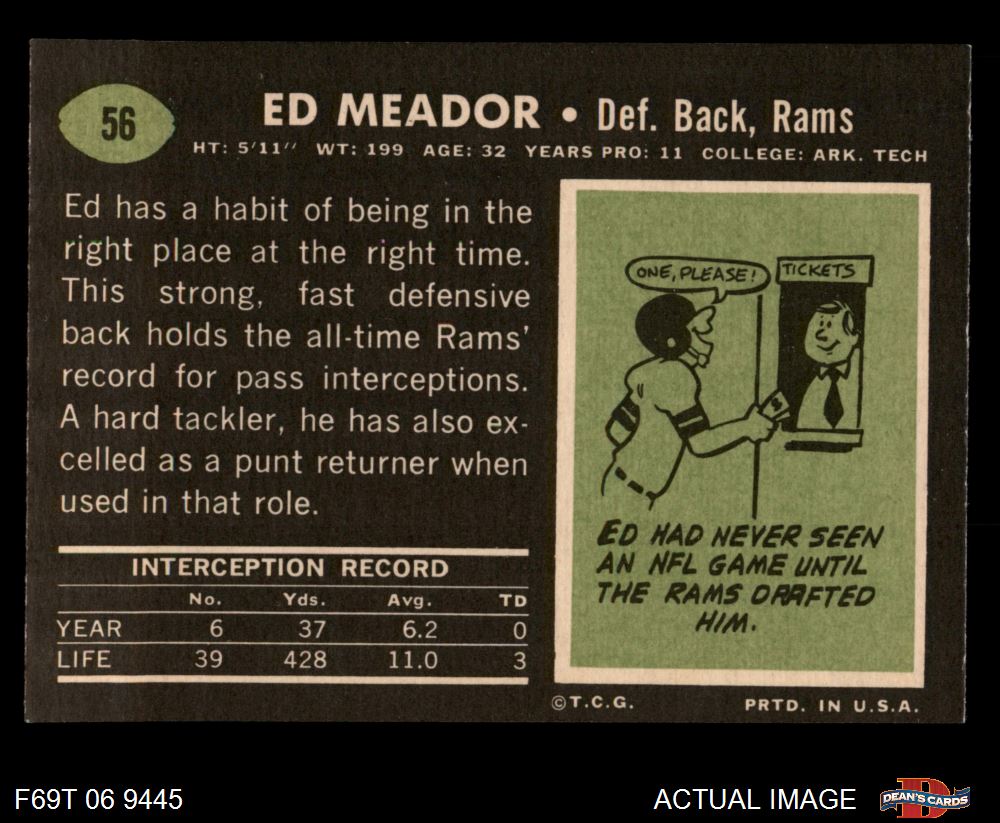 56
ED MEADOR • Def. Back, Rams
HT: 5'11" WT: 199 AGE: 32 YEARS PRO: 11 COLLEGE: ARK. TECH
Ed has a habit of being in the
right place at the right time.
This strong, fast defensive
back holds the all-time Rams'
record for pass interceptions.
A hard tackler, he has also ex-
celled as a punt returner when
used in that role.
INTERCEPTION RECORD
No. Yds. Avg. TD
YEAR 6 37 6.2 0
LIFE 39 428 11.0 3
ONE, PLEASE!
TICKETS
ED HAD NEVER SEEN
AN NFL GAME UNTIL
THE RAMS DRAFTED
HIM.
©T.C.G. PRTD. IN U.S.A.
F69T 06 9445
ACTUAL IMAGE
D
DEAN'S CARDS